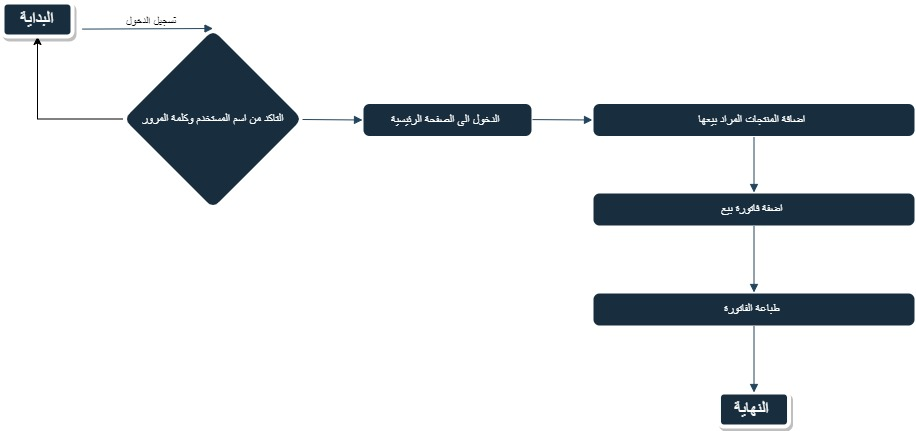 البداية
تسجيل الدخول
التاكد من اسم المستخدم وكلمة المرور
الدخول الى الصفحة الرئيسية
اضافة المنتجات المراد بيعها
اضفة فاتورة بيع
طباعة الفاتورة
النهاية